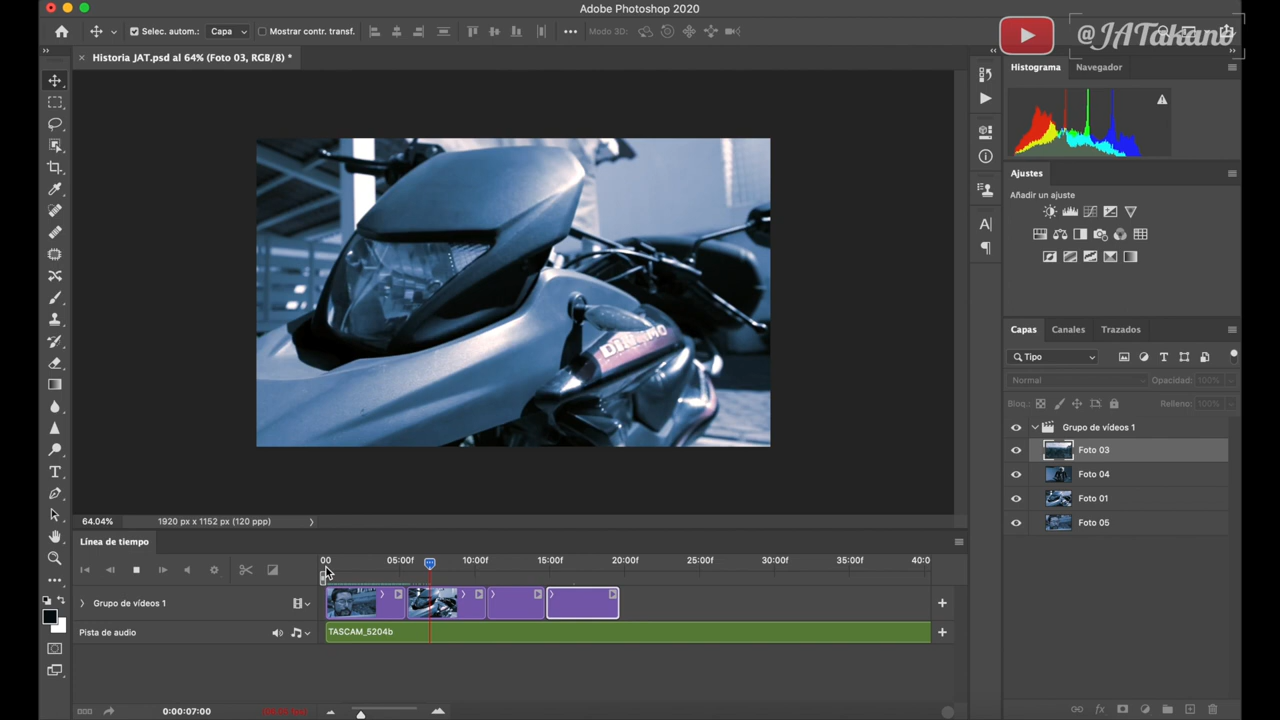 Adobe Photoshop 2020
Selec. autom.: Capa Mostrar contr. transf. Modo 3D:
@JATakano
Historia JAT.psd al 64% (Foto 03, RGB/8) *
Histograma Navegador
Ajustes
Añadir un ajuste
DINAMO
Capas Canales Trazados
Tipo
Normal Opacidad: 100%
Bloq.: Relleno: 100%
Grupo de vídeos 1
Foto 03
Foto 04
Foto 01
Foto 05
64.04% 1920 px x 1152 px (120 ppp)
Línea de tiempo
00 05:00f 10:00f 15:00f 20:00f 25:00f 30:00f 35:00f 40:0
Grupo de vídeos 1
Pista de audio TASCAM_5204b
0:00:07:00